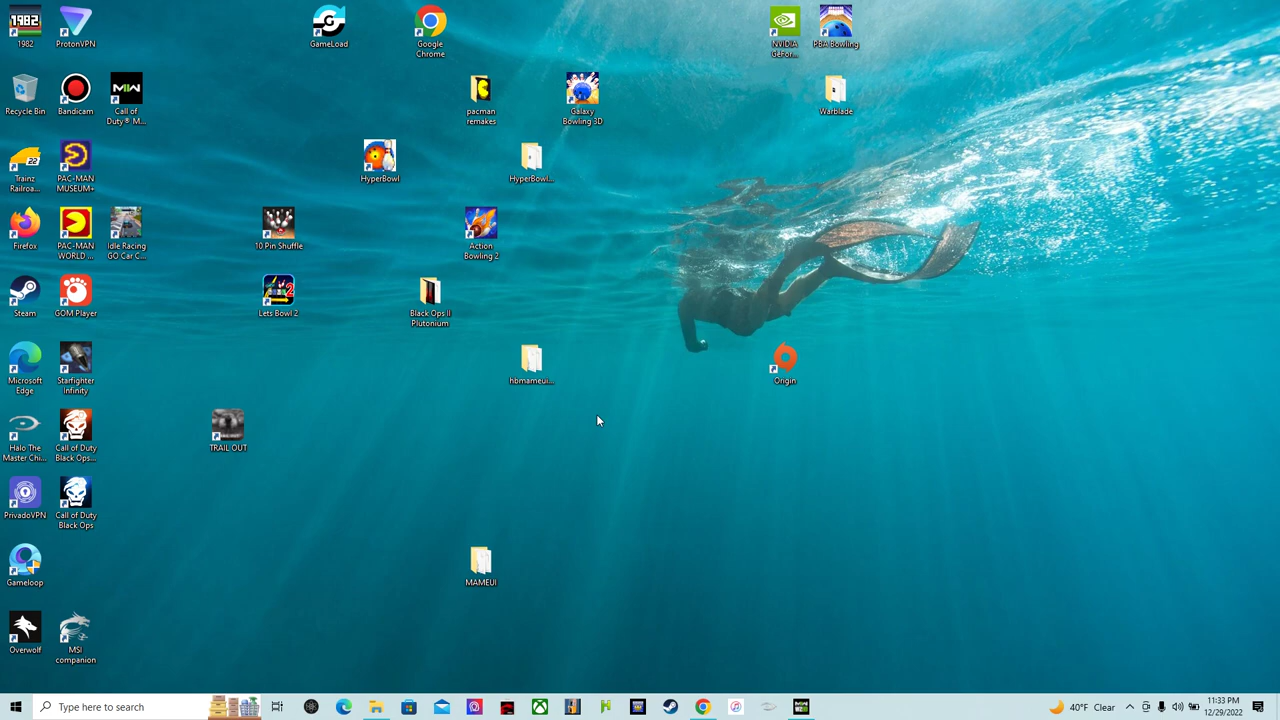 1982
ProtonVPN
GameLoad
Google
Chrome
NVIDIA
GeFor...
PBA Bowling
Recycle Bin
Bandicam
Call of
Duty® M...
pacman
remakes
Galaxy
Bowling 3D
Warblade
Trainz
Railroa...
PAC-MAN
MUSEUM+
HyperBowl
HyperBowl...
Firefox
PAC-MAN
WORLD ...
Idle Racing
GO Car C...
10 Pin Shuffle
Action
Bowling 2
Steam
GOM Player
Lets Bowl 2
Black Ops II
Plutonium
Microsoft
Edge
Starfighter
Infinity
hbmameui...
Origin
Halo The
Master Chi...
Call of Duty
Black Ops...
TRAIL OUT
PrivadoVPN
Call of Duty
Black Ops
Gameloop
MAMEUI
Overwolf
MSI
companion
Type here to search
40°F Clear
11:33 PM
12/29/2022